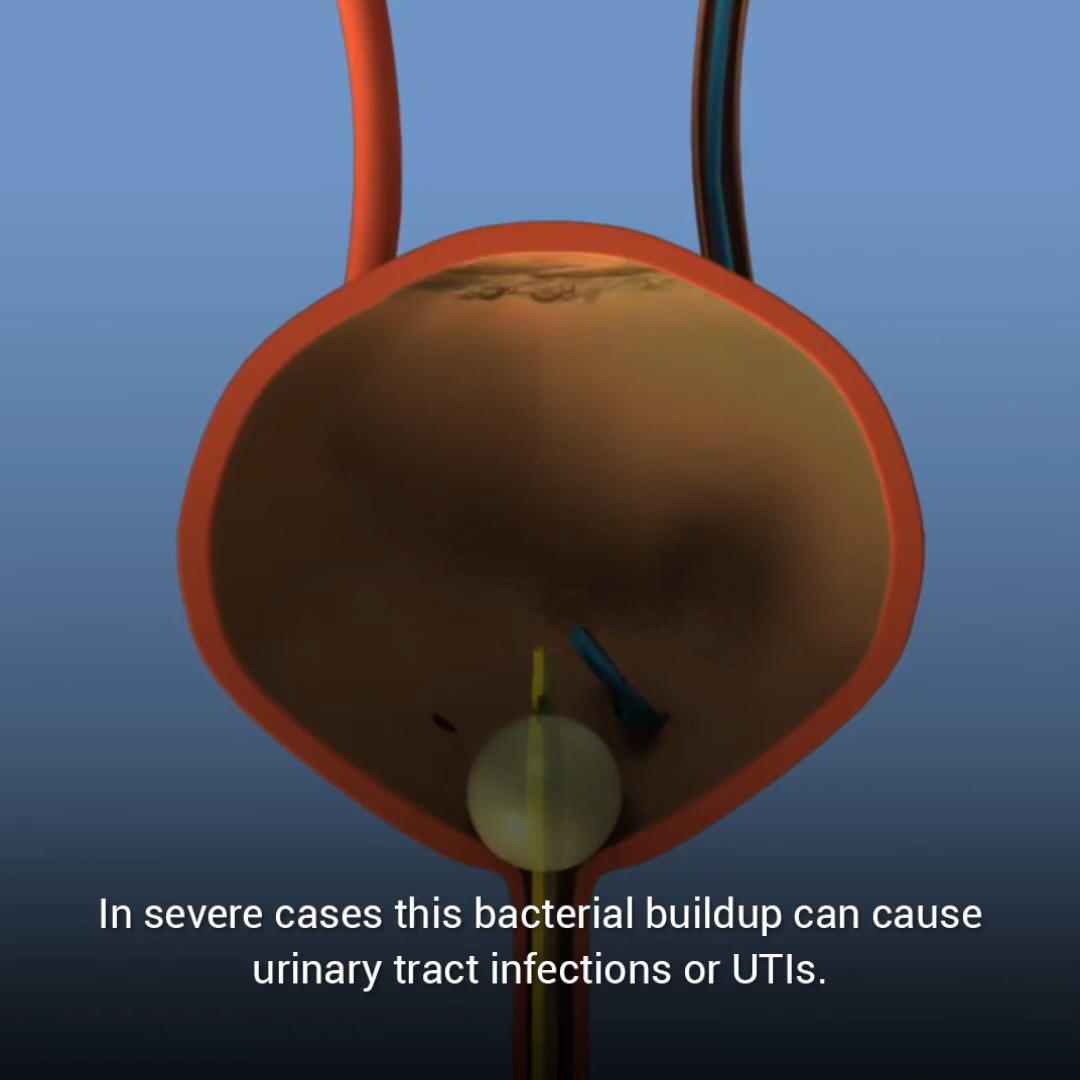 In severe cases this bacterial buildup can cause
urinary tract infections or UTIs.